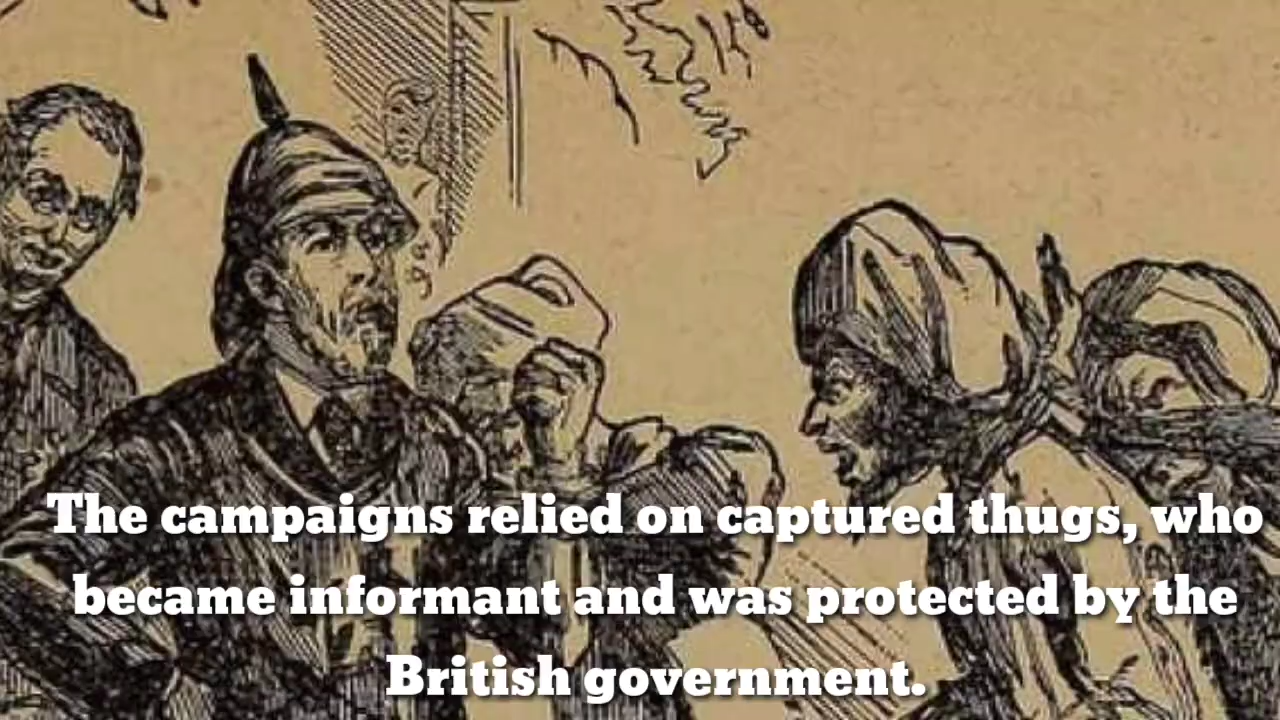 The campaigns relied on captured thugs, who
became informant and was protected by the
British government.